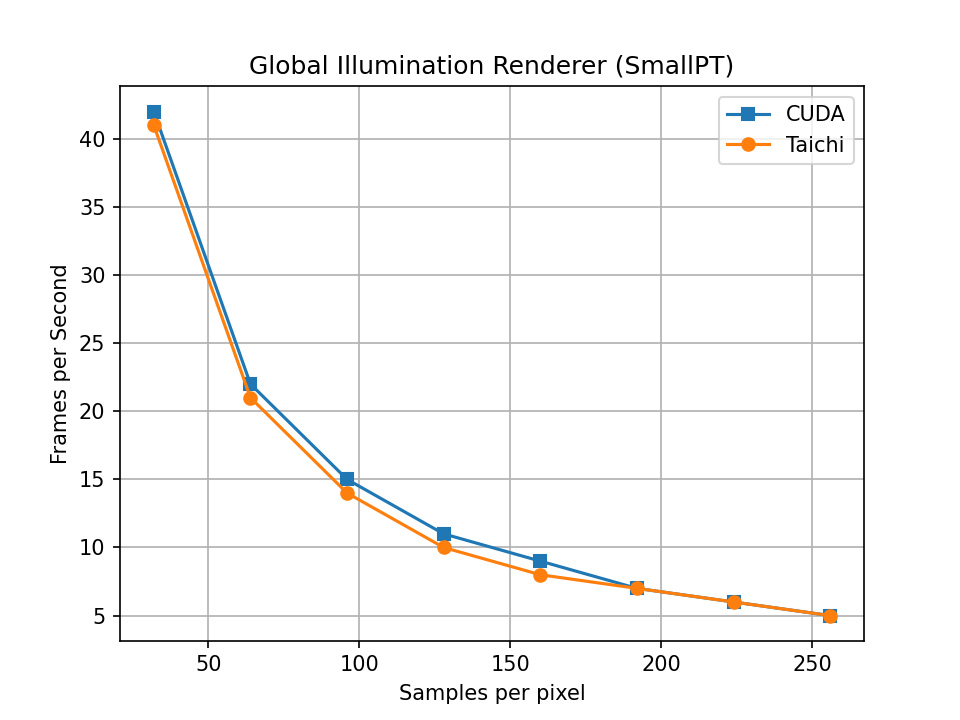 Global Illumination Renderer (SmallPT)
CUDA
Taichi
Frames per Second
40
35
30
25
20
15
10
5
50 100 150 200 250
Samples per pixel